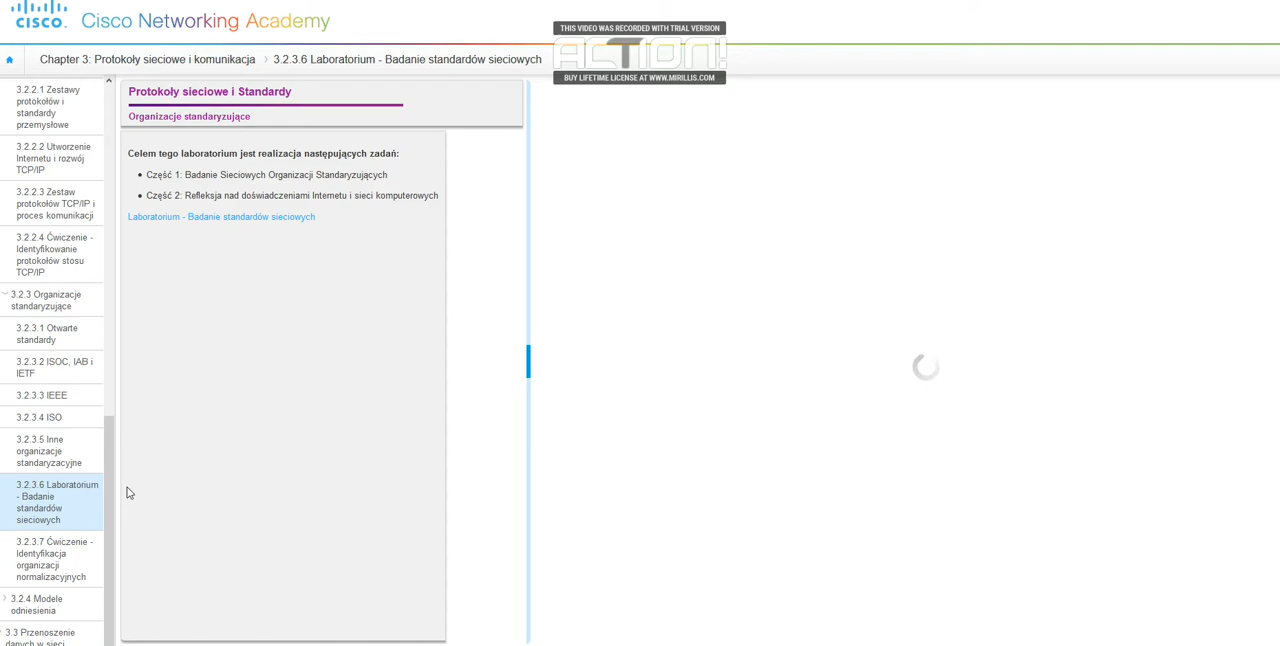 cisco. Cisco Networking Academy
THIS VIDEO WAS RECORDED WITH TRIAL VERSION
ACTION!
BUY LIFETIME LICENSE AT WWW.MIRILLIS.COM
Chapter 3: Protokoły sieciowe i komunikacja > 3.2.3.6 Laboratorium - Badanie standardów sieciowych
3.2.2.1 Zestawy
protokołów i
standardy
przemysłowe
3.2.2.2 Utworzenie
Internetu i rozwój
TCP/IP
3.2.2.3 Zestaw
protokołów TCP/IP i
proces komunikacji
3.2.2.4 Ćwiczenie -
Identyfikowanie
protokołów stosu
TCP/IP
3.2.3 Organizacje
standaryzujące
3.2.3.1 Otwarte
standardy
3.2.3.2 ISOC, IAB i
IETF
3.2.3.3 IEEE
3.2.3.4 ISO
3.2.3.5 Inne
organizacje
standaryzacyjne
3.2.3.6 Laboratorium
- Badanie
standardów
sieciowych
3.2.3.7 Ćwiczenie -
Identyfikacja
organizacji
normalizacyjnych
3.2.4 Modele
odniesienia
3.3 Przenoszenie
danych w sieci
Protokoły sieciowe i Standardy
Organizacje standaryzujące
Celem tego laboratorium jest realizacja następujących zadań:
• Część 1: Badanie Sieciowych Organizacji Standaryzujących
• Część 2: Refleksja nad doświadczeniami Internetu i sieci komputerowych
Laboratorium - Badanie standardów sieciowych